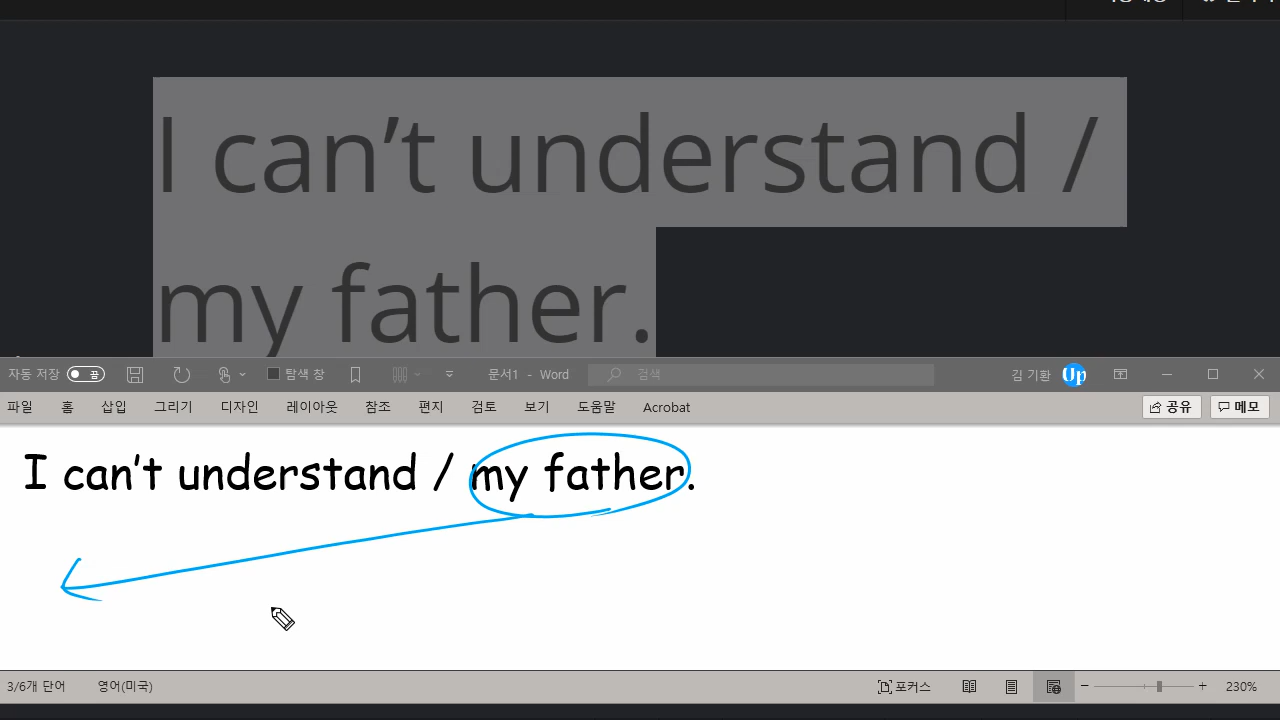 I can't understand /
my father.
자동 저장 끔 탐색 창 문서1 - Word 검색 김 기환 Up
파일 홈 삽입 그리기 디자인 레이아웃 참조 편지 검토 보기 도움말 Acrobat 공유 메모
I can't understand / my father.
3/6개 단어 영어(미국) 포커스 − + 230%